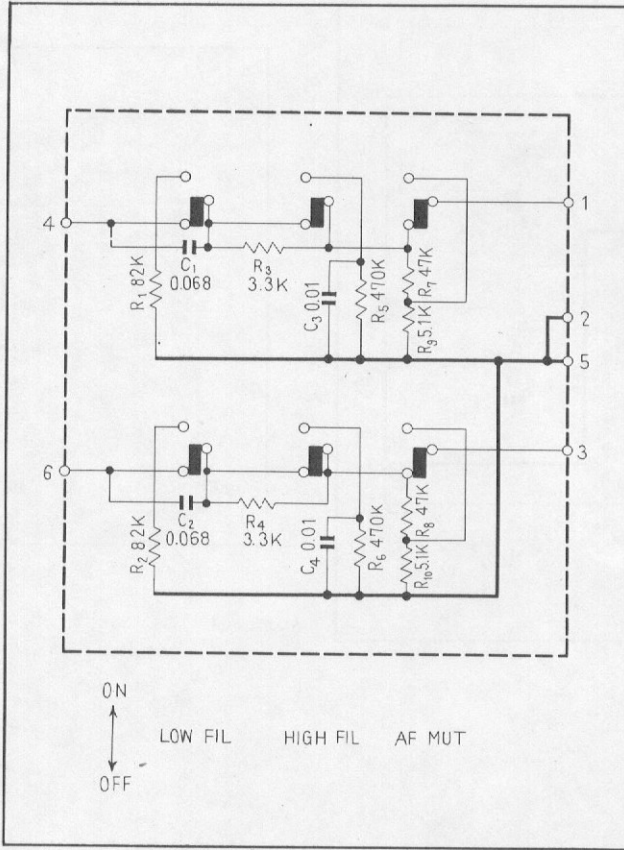 4
1
C1
0.068
R3
3.3K
R1 82K
C3 0.01
R5 470K
R7 47K
R9 5.1K
2
5
6
3
C2
0.068
R4
3.3K
R2 82K
C4 0.01
R6 470K
R8 47K
R10 5.1K
ON
LOW FIL HIGH FIL AF MUT
OFF